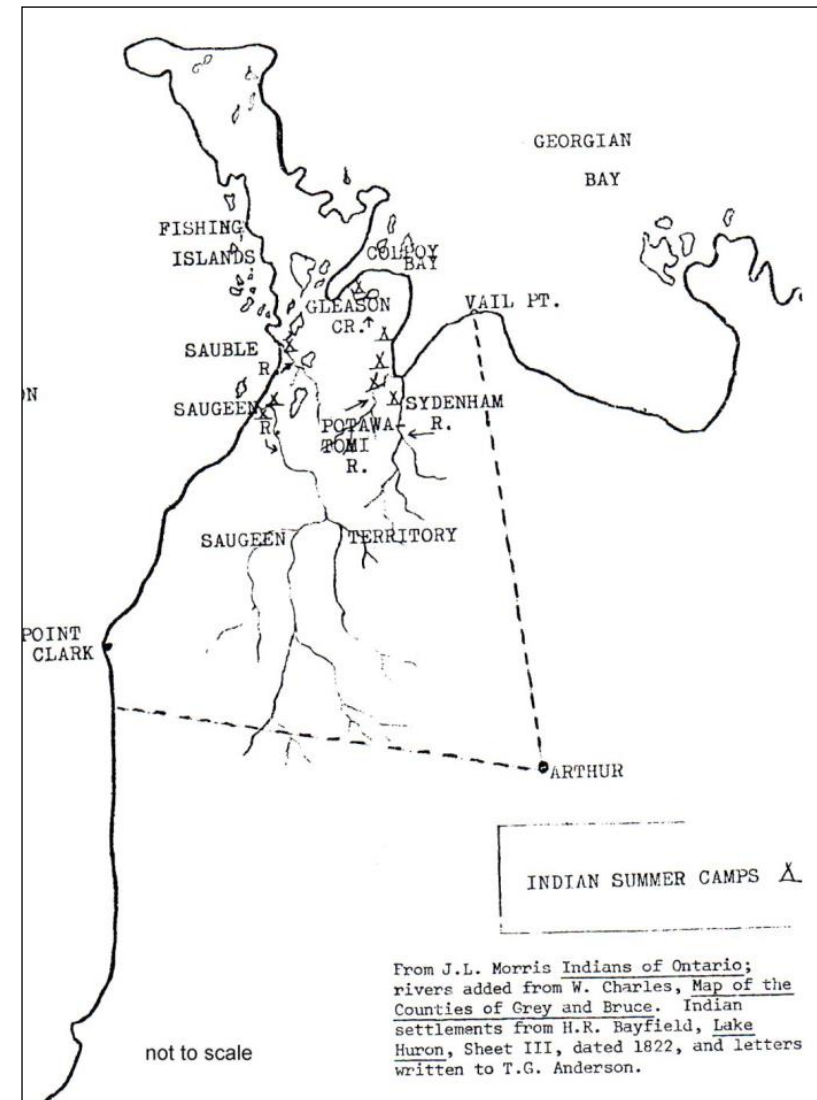 GEORGIAN
BAY
FISHING
ISLANDS
COLLOY
BAY
GLEASON
CR.
VAIL PT.
SAUBLE
R.
ON
SAUGEEN
R.
SYDENHAM
R.
POTAWA-
TOMI
R.
SAUGEEN TERRITORY
POINT
CLARK
ARTHUR
INDIAN SUMMER CAMPS
From J.L. Morris Indians of Ontario;
rivers added from W. Charles, Map of the
Counties of Grey and Bruce. Indian
settlements from H.R. Bayfield, Lake
Huron, Sheet III, dated 1822, and letters
written to T.G. Anderson.
not to scale